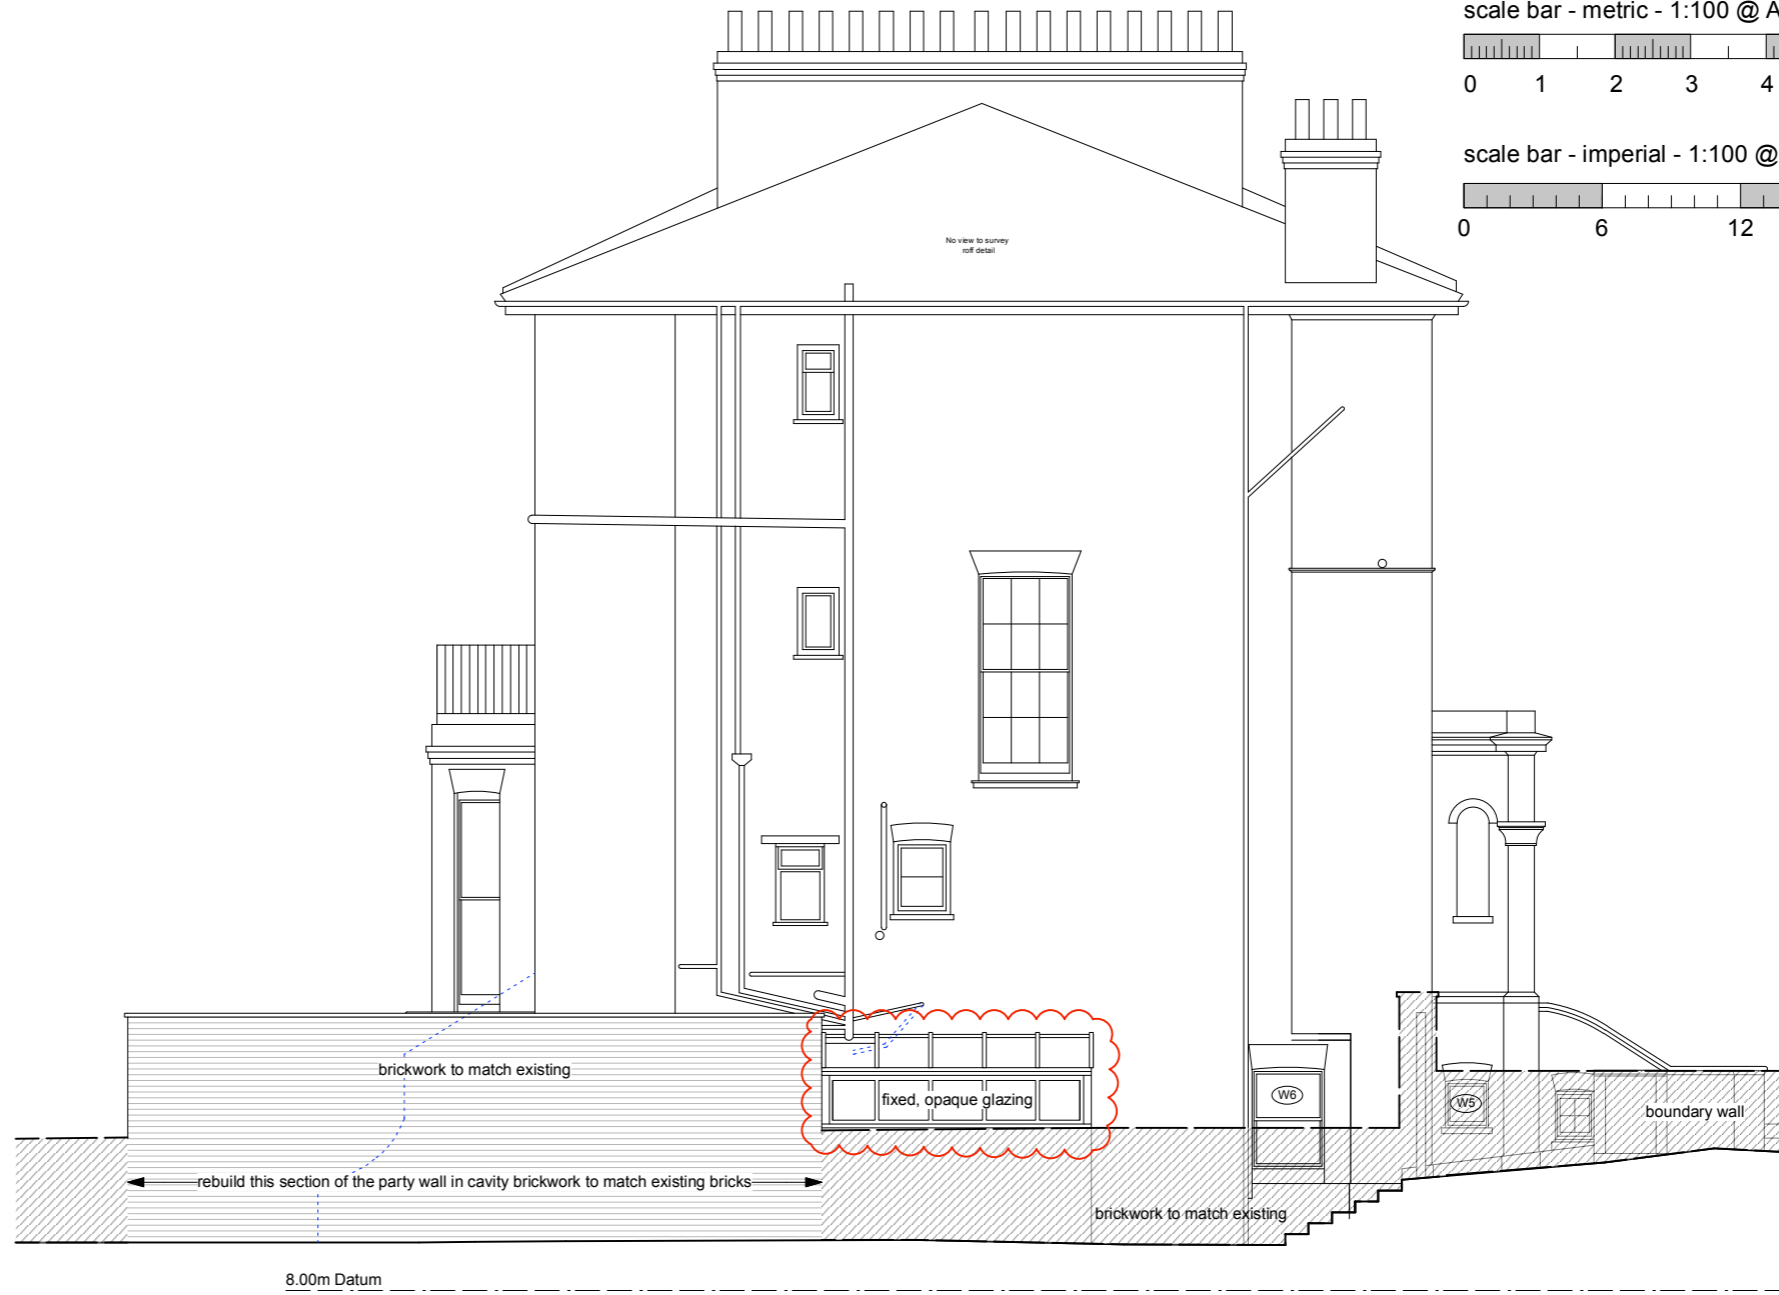 scale bar - metric - 1:100 @ A
0 1 2 3 4
scale bar - imperial - 1:100 @
0 6 12
No view to survey
roff detail
brickwork to match existing
fixed, opaque glazing
W6
W5
boundary wall
rebuild this section of the party wall in cavity brickwork to match existing bricks
brickwork to match existing
8.00m Datum